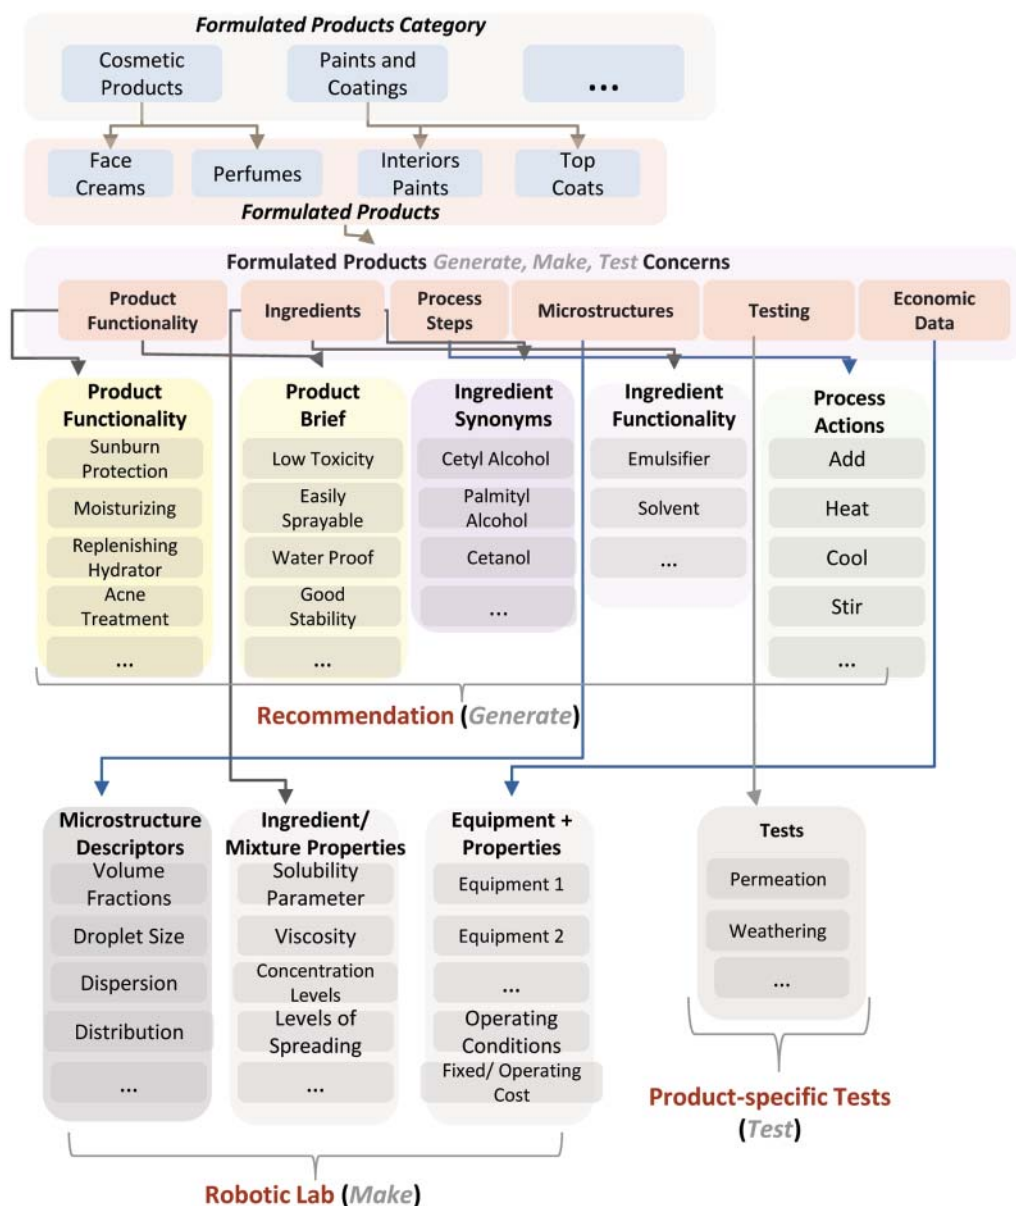 Formulated Products Category
Cosmetic
Products
Paints and
Coatings
...
Face
Creams
Perfumes
Interiors
Paints
Top
Coats
Formulated Products
Formulated Products Generate, Make, Test Concerns
Product
Functionality
Ingredients
Process
Steps
Microstructures
Testing
Economic
Data
Product
Functionality
Sunburn
Protection
Moisturizing
Replenishing
Hydrator
Acne
Treatment
...
Product
Brief
Low Toxicity
Easily
Sprayable
Water Proof
Good
Stability
...
Ingredient
Synonyms
Cetyl Alcohol
Palmityl
Alcohol
Cetanol
...
Ingredient
Functionality
Emulsifier
Solvent
...
Process
Actions
Add
Heat
Cool
Stir
...
Recommendation (Generate)
Microstructure
Descriptors
Volume
Fractions
Droplet Size
Dispersion
Distribution
...
Ingredient/
Mixture Properties
Solubility
Parameter
Viscosity
Concentration
Levels
Levels of
Spreading
...
Equipment +
Properties
Equipment 1
Equipment 2
...
Operating
Conditions
Fixed/ Operating
Cost
Tests
Permeation
Weathering
...
Product-specific Tests
(Test)
Robotic Lab (Make)